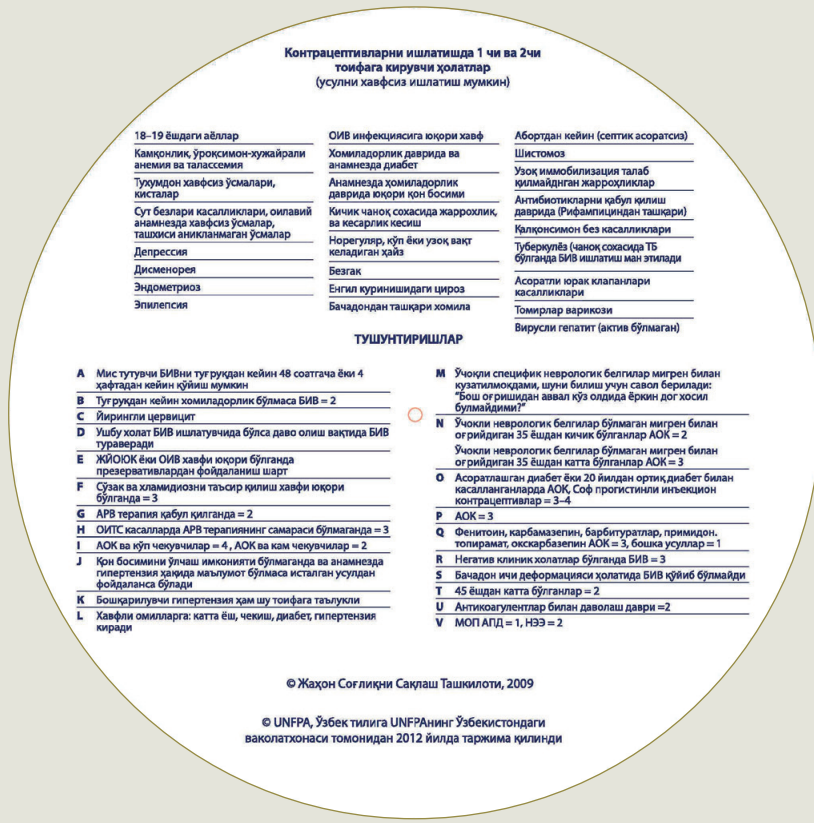 Контрацептивларни ишлатишда 1 чи ва 2чи
тоифага кирувчи ҳолатлар
(усулни хавфсиз ишлатиш мумкин)
18–19 ёшдаги аёллар
Камқонлик, ўроқсимон-хужайрали
анемия ва талассемия
Тухумдон хавфсиз ўсмалари,
кисталар
Сут безлари касалликлари, оилавий
анамнезда хавфсиз ўсмалар,
ташхиси аникланмаган ўсмалар
Депрессия
Дисменорея
Эндометриоз
Эпилепсия
ОИВ инфекциясига юқори хавф
Хомиладорлик даврида ва
анамнезда диабет
Анамнезда ҳомиладорлик
даврида юқори қон босими
Кичик чаноқ сохасида жаррохлик,
ва кесарлик кесиш
Норегуляр, кўп ёки узоқ вақт
келадиган ҳайз
Безгак
Енгил куринишидаги цироз
Бачадондан ташқари хомила
Абортдан кейин (септик асоратсиз)
Шистомоз
Узоқ иммобилизация талаб
қилмайднган жарроҳликлар
Антибиотикларни қабул қилиш
даврида (Рифампициндан ташқари)
Қалқонсимон без касалликлари
Туберкулёз (чаноқ сохасида ТБ
бўлганда БИВ ишлатиш ман этилади
Асоратли юрак клапанлари
касалликлари
Томирлар варикози
Вирусли гепатит (актив бўлмаган)
ТУШУНТИРИШЛАР
A Мис тутувчи БИВни туғруқдан кейин 48 соатгача ёки 4
ҳафтадан кейин қўйиш мумкин
B Туғруқдан кейин хомиладорлик бўлмаса БИВ = 2
C Йирингли цервицит
D Ушбу холат БИВ ишлатувчида бўлса даво олиш вақтида БИВ
тураверади
E ЖЙОЮК ёки ОИВ хавфи юқори бўлганда
презервативлардан фойдаланиш шарт
F Сўзак ва хламидиозни таъсир қилиш хавфи юқори
бўлганда = 3
G АРВ терапия қабул қилганда = 2
H ОИТС касалларда АРВ терапиянинг самараси бўлмаганда = 3
I АОК ва кўп чекувчилар = 4 , АОК ва кам чекувчилар = 2
J Қон босимини ўлчаш имконияти бўлмаганда ва анамнезда
гипертензия ҳақида маълумот бўлмаса исталган усулдан
фойдаланса бўлади
K Бошқарилувчи гипертензия ҳам шу тоифага таълукли
L Хавфли омилларга: катта ёш, чекиш, диабет, гипертензия
киради
M Ўчоқли специфик неврологик белгилар мигрен билан
кузатилмоқдами, шуни билиш учун савол берилади:
"Бош оғришидан аввал кўз олдида ёркин дог хосил
булмайдими?"
N Ўчокли неврологик белгилар бўлмаган мигрен билан
оғрийдиган 35 ёшдан кичик бўлганлар АОК = 2
Ўчокли неврологик белгилар бўлмаган мигрен билан
оғрийдиган 35 ёшдан катта бўлганлар АОК = 3
O Асоратлашган диабет ёки 20 йилдан ортиқ диабет билан
касалланганларда АОК, Соф прогистинли инъекцион
контрацептивлар = 3–4
P АОК = 3
Q Фенитоин, карбамазепин, барбитуратлар, примидон.
топирамат, окскарбазепин АОК = 3, бошка усуллар = 1
R Негатив клиник холатлар бўлганда БИВ = 3
S Бачадон ичи деформацияси ҳолатида БИВ қўйиб бўлмайди
T 45 ёшдан катта бўлганлар = 2
U Антикоагулентлар билан даволаш даври =2
V МОП АПД = 1, НЭЭ = 2
© Жаҳон Соғлиқни Сақлаш Ташкилоти, 2009
© UNFPA, Ўзбек тилига UNFPAнинг Ўзбекистондаги
ваколатхонаси томонидан 2012 йилда таржима қилинди